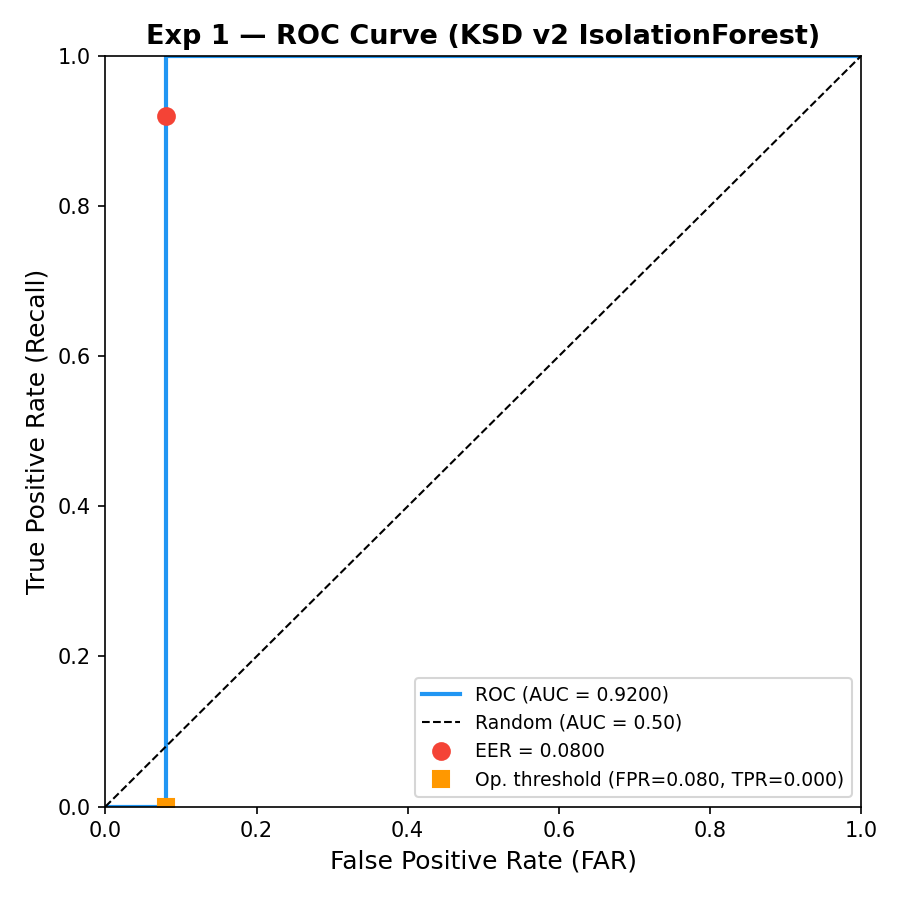 Exp 1 — ROC Curve (KSD v2 IsolationForest)
True Positive Rate (Recall)
1.0
0.8
0.6
0.4
0.2
0.0
ROC (AUC = 0.9200)
Random (AUC = 0.50)
EER = 0.0800
Op. threshold (FPR=0.080, TPR=0.000)
0.0 0.2 0.4 0.6 0.8 1.0
False Positive Rate (FAR)